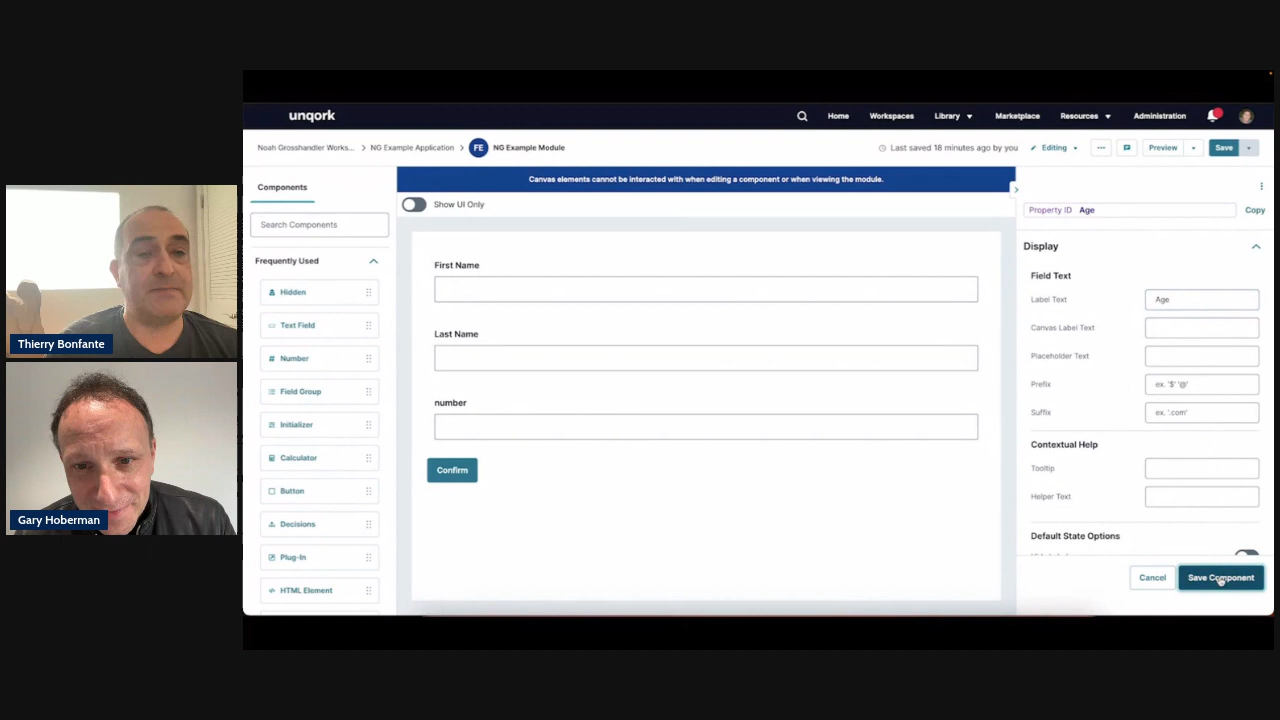 unqork
Home
Workspaces
Library
Marketplace
Resources
Administration
Noah Grosshandler Works... > NG Example Application > FE NG Example Module
Last saved 18 minutes ago by you
Editing
...
Preview
Save
Components
Search Components
Frequently Used
Hidden
Text Field
Number
Field Group
Initializer
Calculator
Button
Decisions
Plug-In
HTML Element
Canvas elements cannot be interacted with when editing a component or when viewing the module.
Show UI Only
First Name
Last Name
number
Confirm
Property ID Age
Copy
Display
Field Text
Label Text Age
Canvas Label Text
Placeholder Text
Prefix ex. '$' '@'
Suffix ex. '.com'
Contextual Help
Tooltip
Helper Text
Default State Options
Cancel
Save Component
Thierry Bonfante
Gary Hoberman